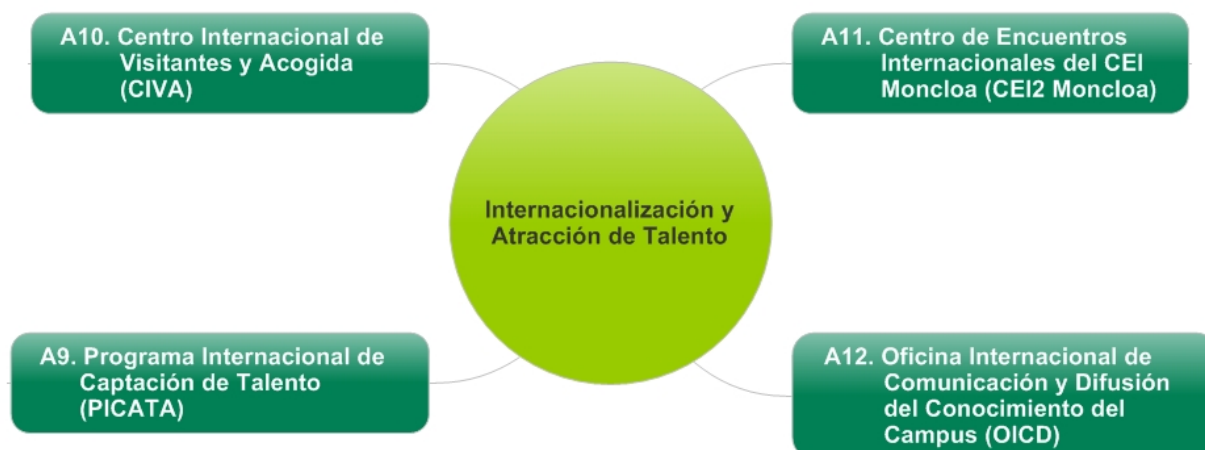 A10. Centro Internacional de
Visitantes y Acogida
(CIVA)
A11. Centro de Encuentros
Internacionales del CEI
Moncloa (CEI2 Moncloa)
Internacionalización y
Atracción de Talento
A9. Programa Internacional de
Captación de Talento
(PICATA)
A12. Oficina Internacional de
Comunicación y Difusión
del Conocimiento del
Campus (OICD)